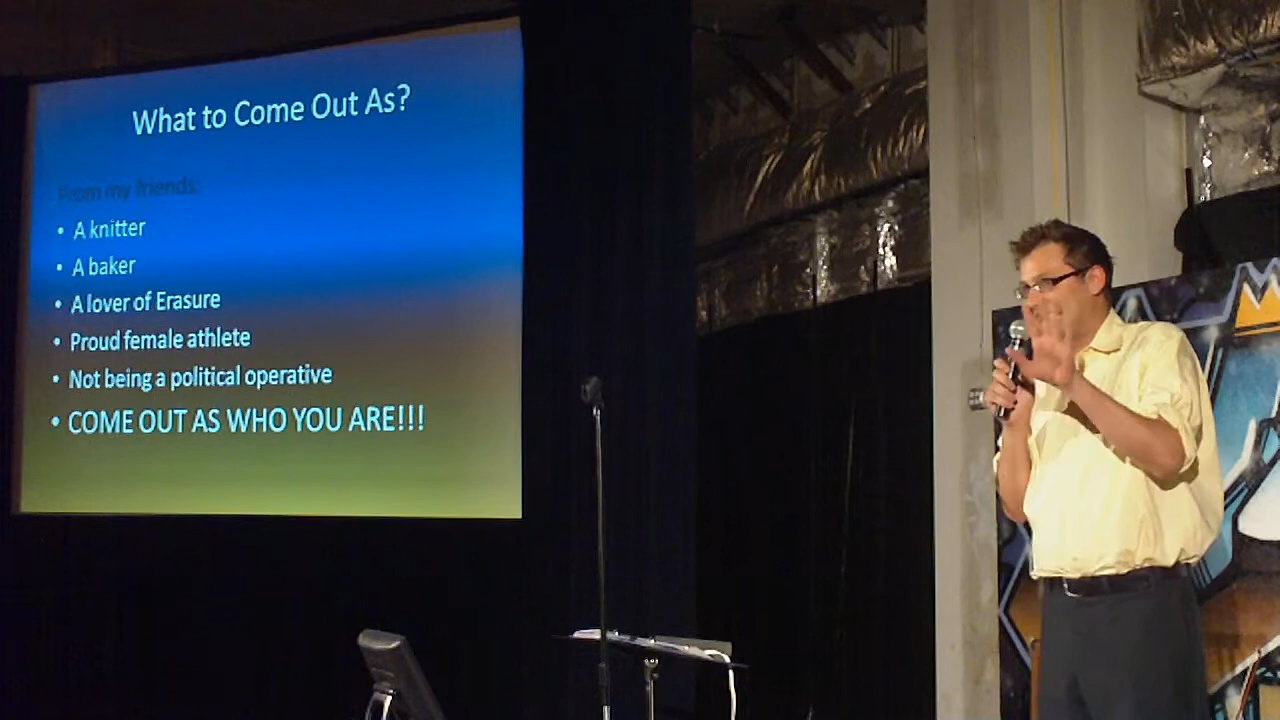 What to Come Out As?
From my friends:
• A knitter
• A baker
• A lover of Erasure
• Proud female athlete
• Not being a political operative
• COME OUT AS WHO YOU ARE!!!